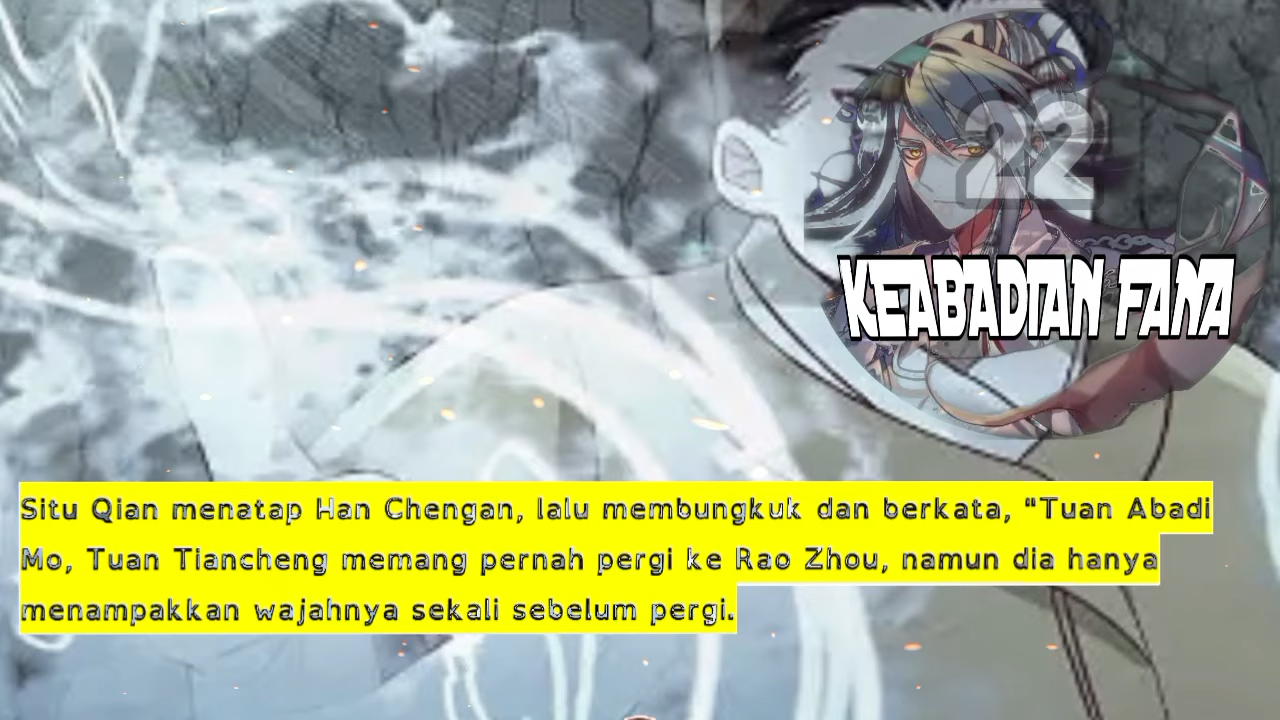 22
KEABADIAN FANA
Situ Qian menatap Han Chengan, lalu membungkuk dan berkata, "Tuan Abadi
Mo, Tuan Tiancheng memang pernah pergi ke Rao Zhou, namun dia hanya
menampakkan wajahnya sekali sebelum pergi.